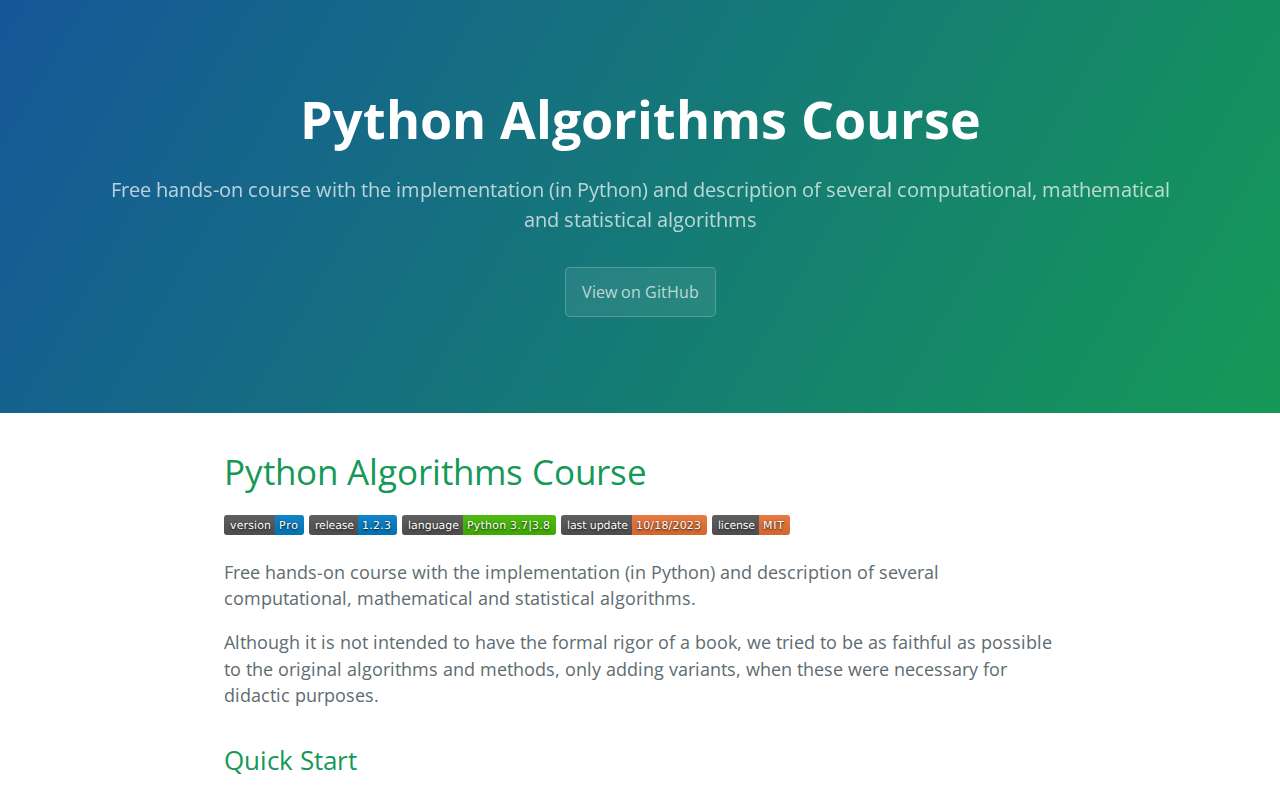 Python Algorithms Course
Free hands-on course with the implementation (in Python) and description of several computational, mathematical
and statistical algorithms
View on GitHub
Python Algorithms Course
version Pro release 1.2.3 language Python 3.7|3.8 last update 10/18/2023 license MIT
Free hands-on course with the implementation (in Python) and description of several
computational, mathematical and statistical algorithms.
Although it is not intended to have the formal rigor of a book, we tried to be as faithful as possible
to the original algorithms and methods, only adding variants, when these were necessary for
didactic purposes.
Quick Start